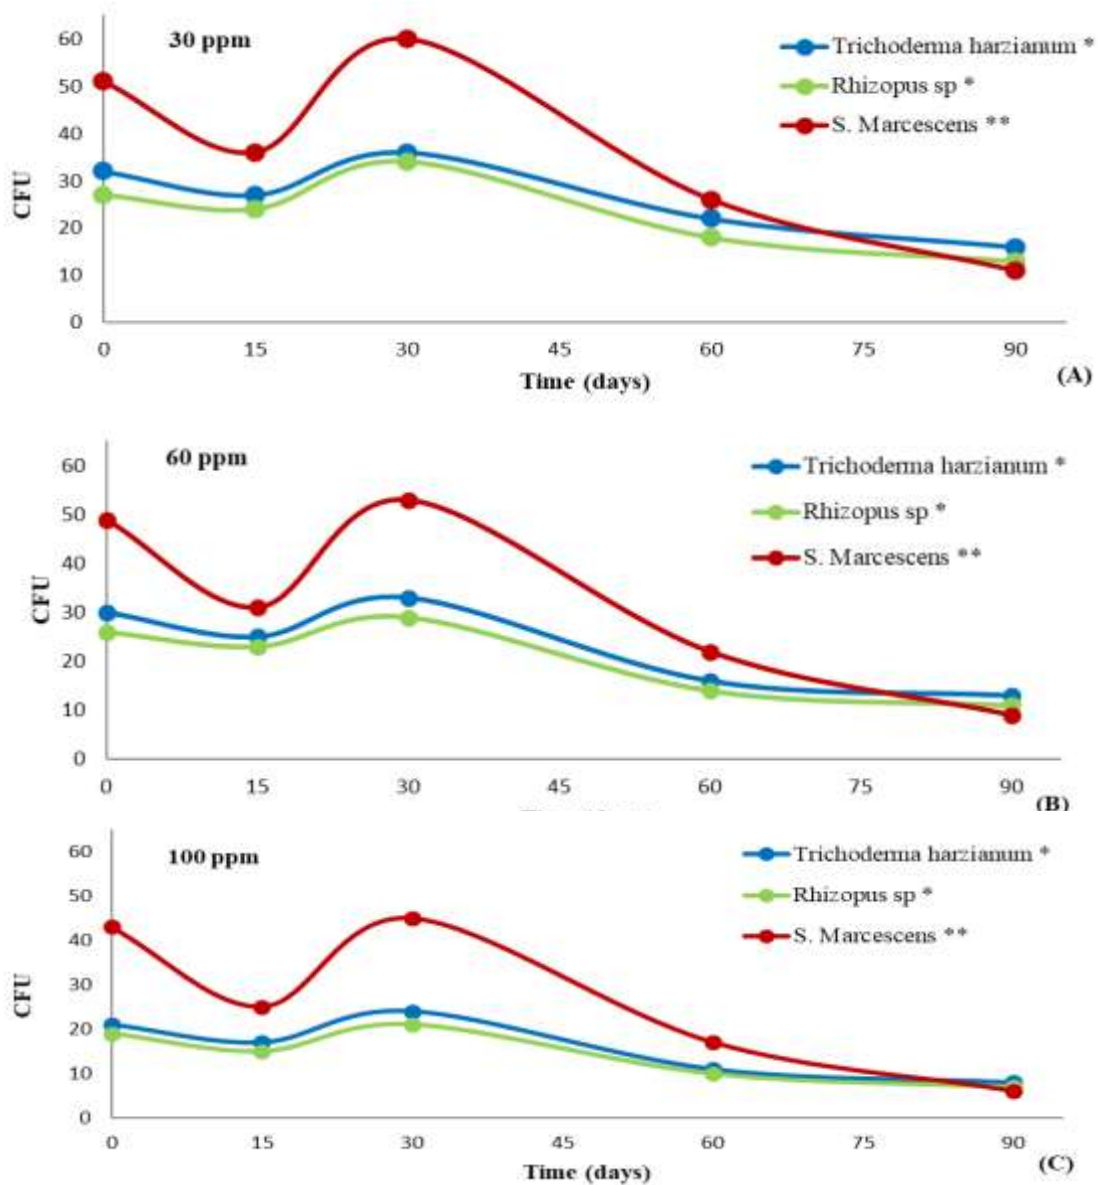 30 ppm
Trichoderma harzianum *
Rhizopus sp *
S. Marcescens **
CFU
60
50
40
30
20
10
0
0 15 30 45 60 75 90
Time (days)
(A)
60 ppm
Trichoderma harzianum *
Rhizopus sp *
S. Marcescens **
CFU
60
50
40
30
20
10
0
0 15 30 45 60 75 90
(B)
100 ppm
Trichoderma harzianum *
Rhizopus sp *
S. Marcescens **
CFU
60
50
40
30
20
10
0
0 15 30 45 60 75 90
Time (days)
(C)